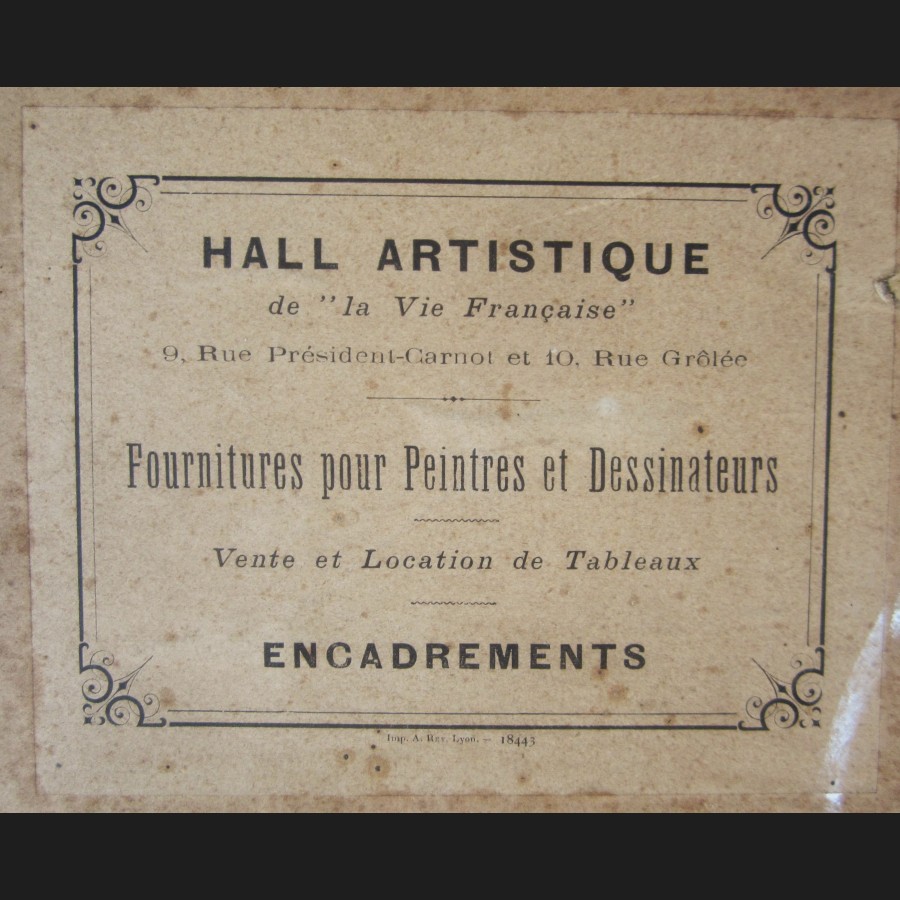 HALL ARTISTIQUE
de "la Vie Française"
9, Rue Président-Carnot et 10, Rue Grôlée
Fournitures pour Peintres et Dessinateurs
Vente et Location de Tableaux
ENCADREMENTS
Imp. A. Rey, Lyon. — 18443